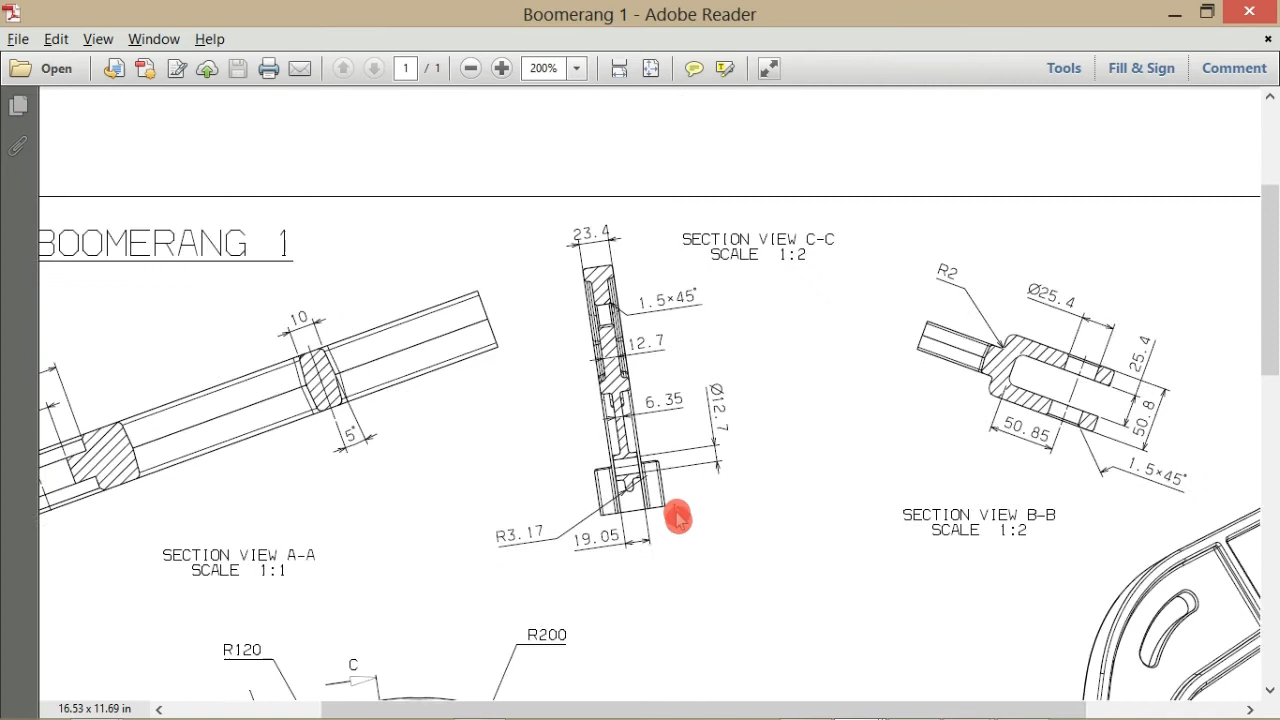 Boomerang 1 - Adobe Reader
File Edit View Window Help
Open 1 / 1 200% Tools Fill & Sign Comment
BOOMERANG 1
23.4
SECTION VIEW C-C
SCALE 1:2
1.5×45°
12.7
6.35
Ø12.7
R3.17
19.05
10
5°
SECTION VIEW A-A
SCALE 1:1
R2
Ø25.4
25.4
50.8
50.85
1.5×45°
SECTION VIEW B-B
SCALE 1:2
R120
C
R200
16.53 x 11.69 in